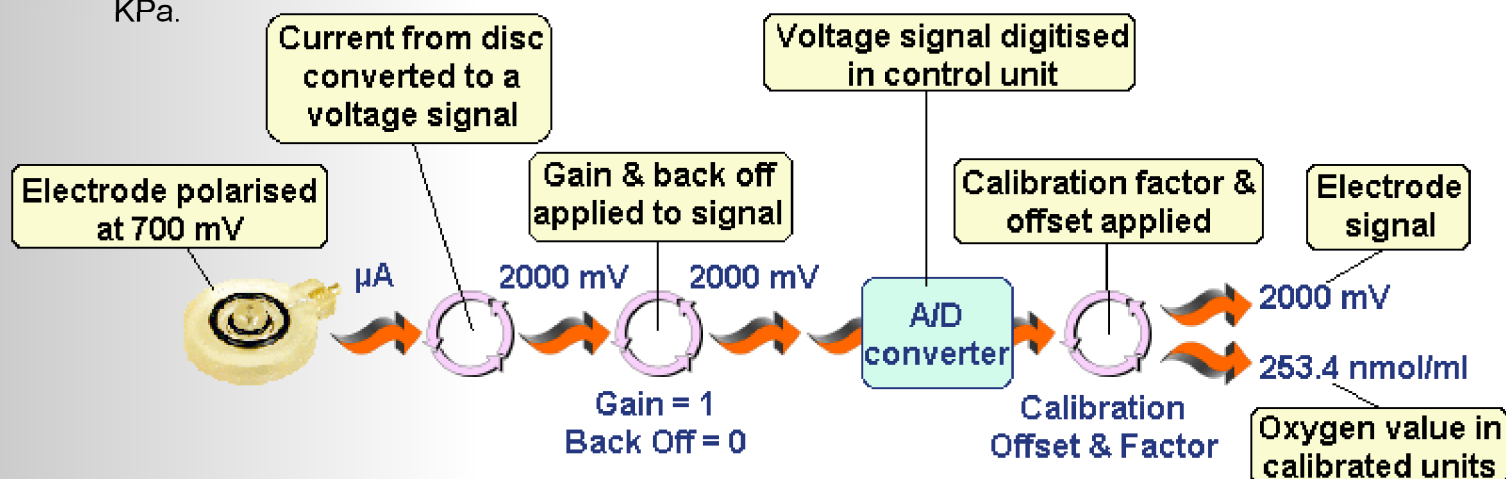 KPa.
Current from disc
converted to a
voltage signal
Voltage signal digitised
in control unit
Electrode polarised
at 700 mV
Gain & back off
applied to signal
Calibration factor &
offset applied
Electrode
signal
µA
2000 mV
2000 mV
A/D
converter
2000 mV
253.4 nmol/ml
Gain = 1
Back Off = 0
Calibration
Offset & Factor
Oxygen value in
calibrated units